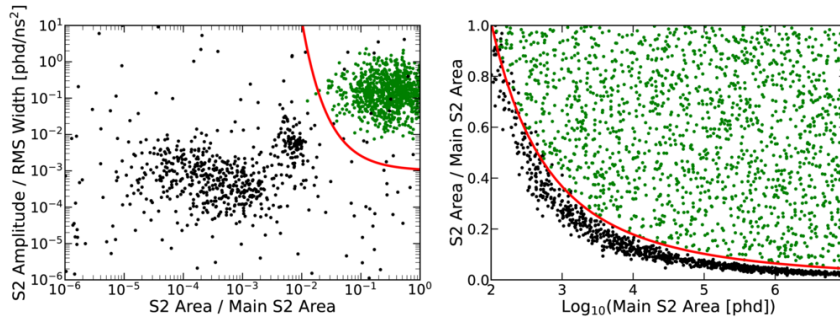 S2 Amplitude / RMS Width [phd/ns²]
10¹
10⁰
10⁻¹
10⁻²
10⁻³
10⁻⁴
10⁻⁵
10⁻⁶
10⁻⁶ 10⁻⁵ 10⁻⁴ 10⁻³ 10⁻² 10⁻¹ 10⁰
S2 Area / Main S2 Area
S2 Area / Main S2 Area
1.0
0.8
0.6
0.4
0.2
0.0
2 3 4 5 6 7
Log₁₀(Main S2 Area [phd])